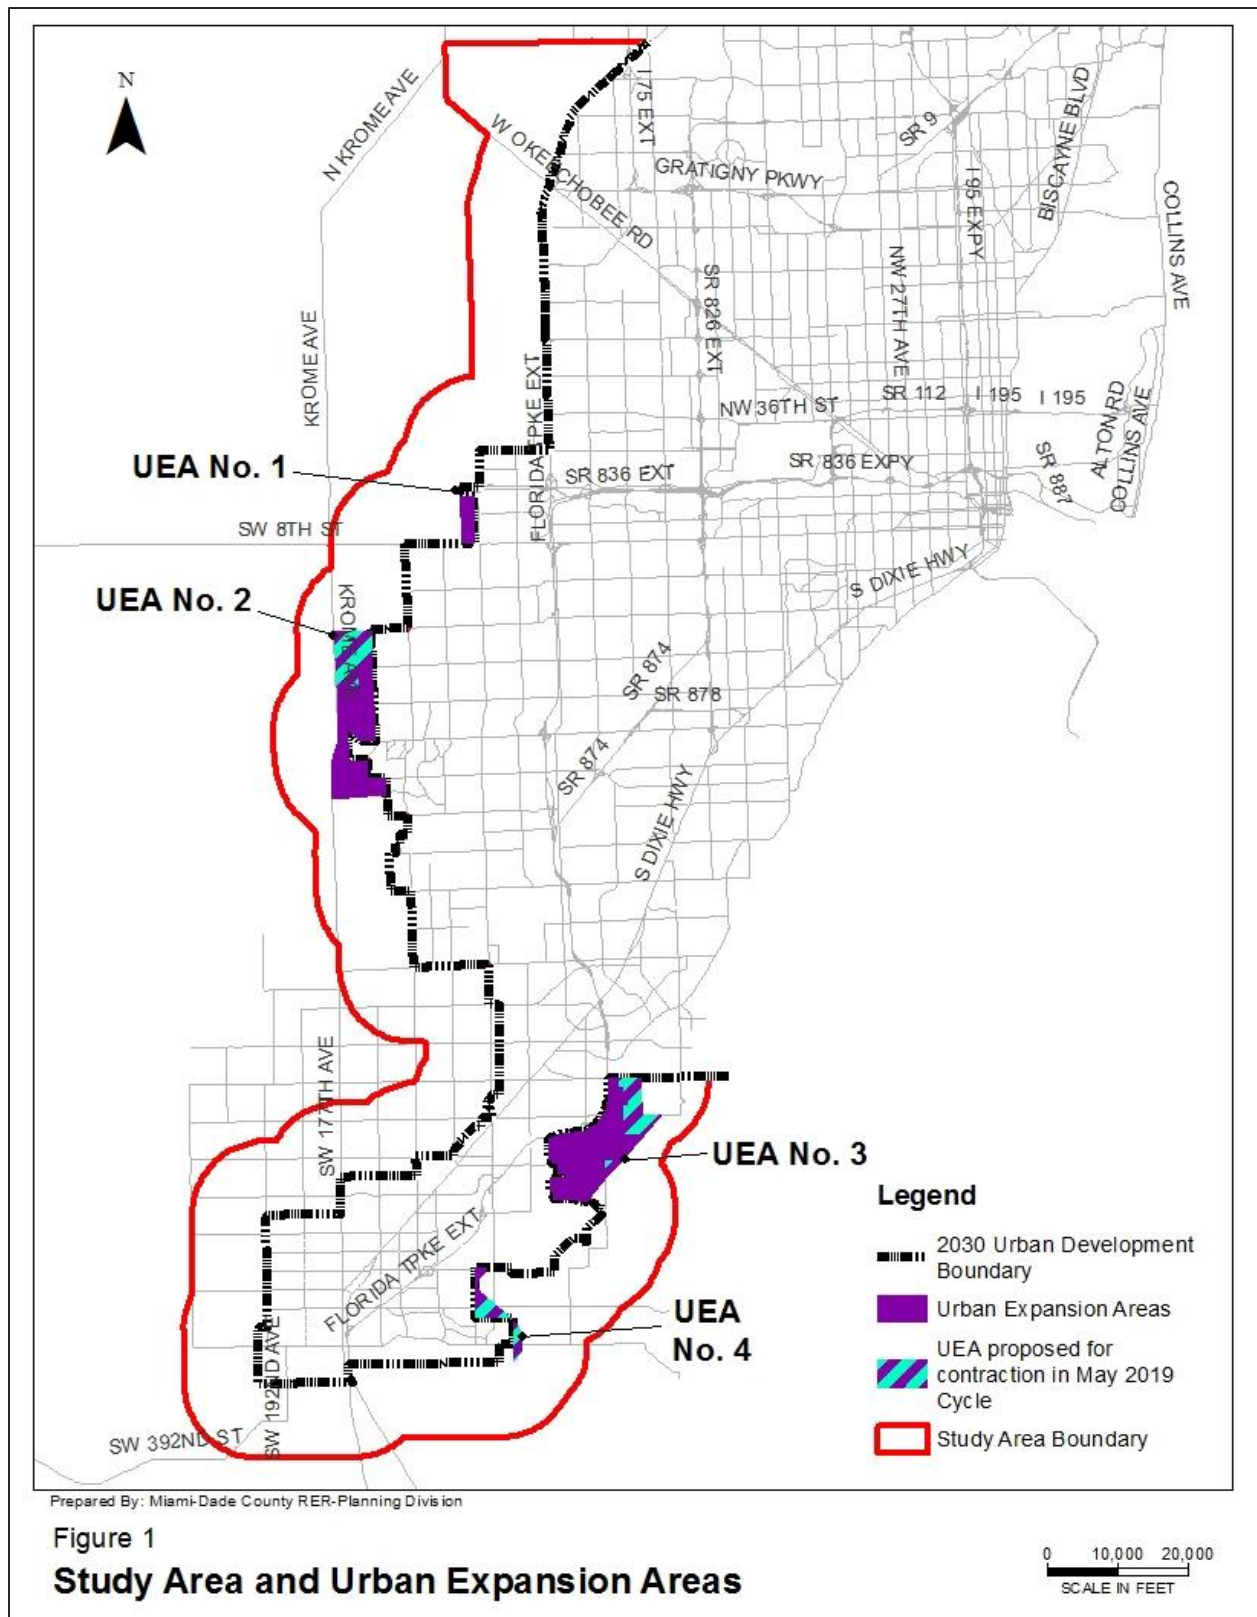 N
N KROME AVE
I 75 EXT
W OKEECHOBEE RD
GRATIGNY PKWY
SR 9
BISCAYNE BLVD
I 95 EXPY
COLLINS AVE
KROME AVE
SR 826 EXT
NW 27TH AVE
FLORIDA TPKE EXT
NW 36TH ST
SR 112
I 195
I 195
ALTON RD
COLLINS AVE
UEA No. 1
SR 836 EXT
SR 836 EXPY
SR 887
SW 8TH ST
S DIXIE HWY
UEA No. 2
KROME AVE
SR 874
SR 878
SR 874
S DIXIE HWY
SW 177TH AVE
UEA No. 3
FLORIDA TPKE EXT
UEA
No. 4
SW 192ND AVE
SW 392ND ST
Legend
2030 Urban Development
Boundary
Urban Expansion Areas
UEA proposed for
contraction in May 2019
Cycle
Study Area Boundary
Prepared By: Miami-Dade County RER-Planning Division
Figure 1
Study Area and Urban Expansion Areas
0 10,000 20,000
SCALE IN FEET